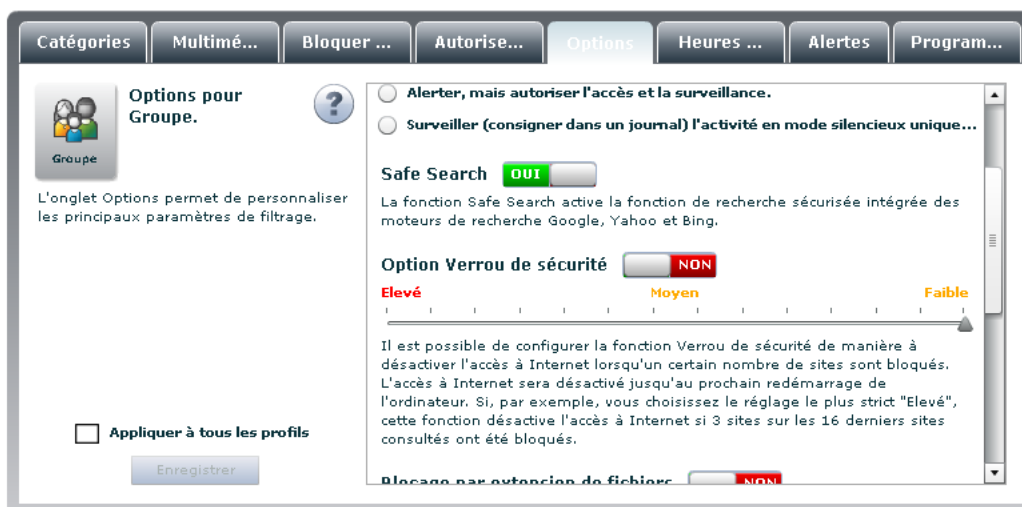 Catégories
Multimé...
Bloquer ...
Autorise...
Options
Heures ...
Alertes
Program...
Options pour
Groupe.
?
Groupe
L'onglet Options permet de personnaliser
les principaux paramètres de filtrage.
Appliquer à tous les profils
Enregistrer
Alerter, mais autoriser l'accès et la surveillance.
Surveiller (consigner dans un journal) l'activité en mode silencieux unique...
Safe Search OUI
La fonction Safe Search active la fonction de recherche sécurisée intégrée des
moteurs de recherche Google, Yahoo et Bing.
Option Verrou de sécurité NON
Elevé Moyen Faible
Il est possible de configurer la fonction Verrou de sécurité de manière à
désactiver l'accès à Internet lorsqu'un certain nombre de sites sont bloqués.
L'accès à Internet sera désactivé jusqu'au prochain redémarrage de
l'ordinateur. Si, par exemple, vous choisissez le réglage le plus strict "Elevé",
cette fonction désactive l'accès à Internet si 3 sites sur les 16 derniers sites
consultés ont été bloqués.
Blocage par extension de fichiers NON